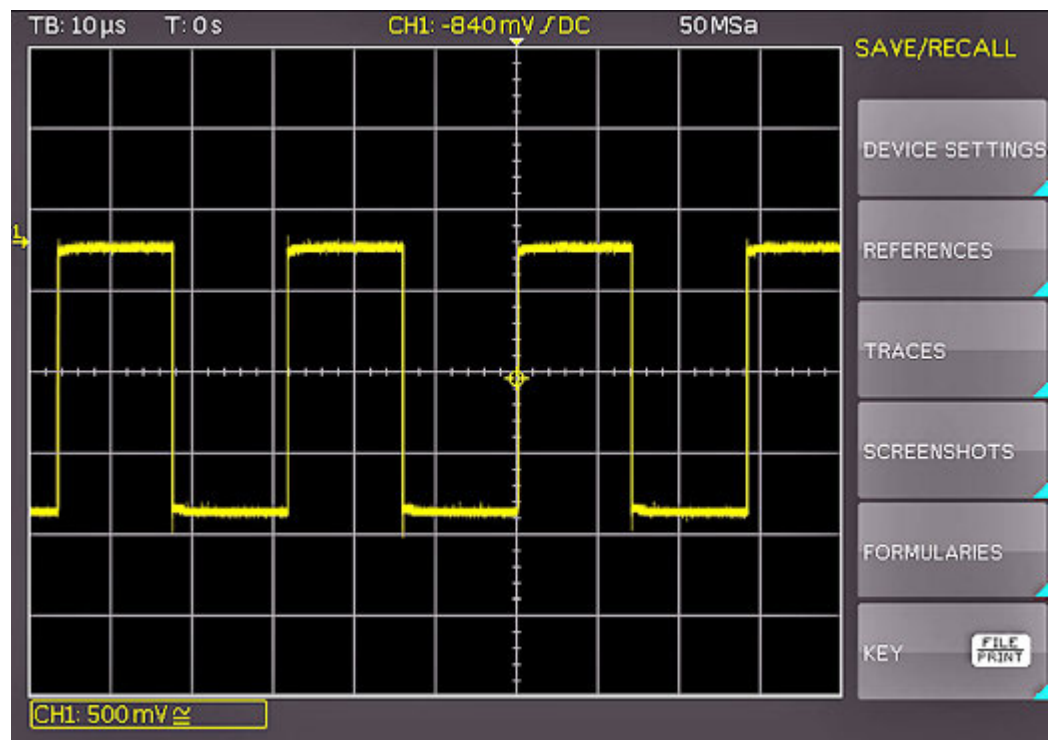 TB: 10 µs T: 0 s CH1: -840 mV / DC 50 MSa
SAVE/RECALL
DEVICE SETTINGS
1
REFERENCES
TRACES
SCREENSHOTS
FORMULARIES
KEY FILE PRINT
CH1: 500 mV ≅